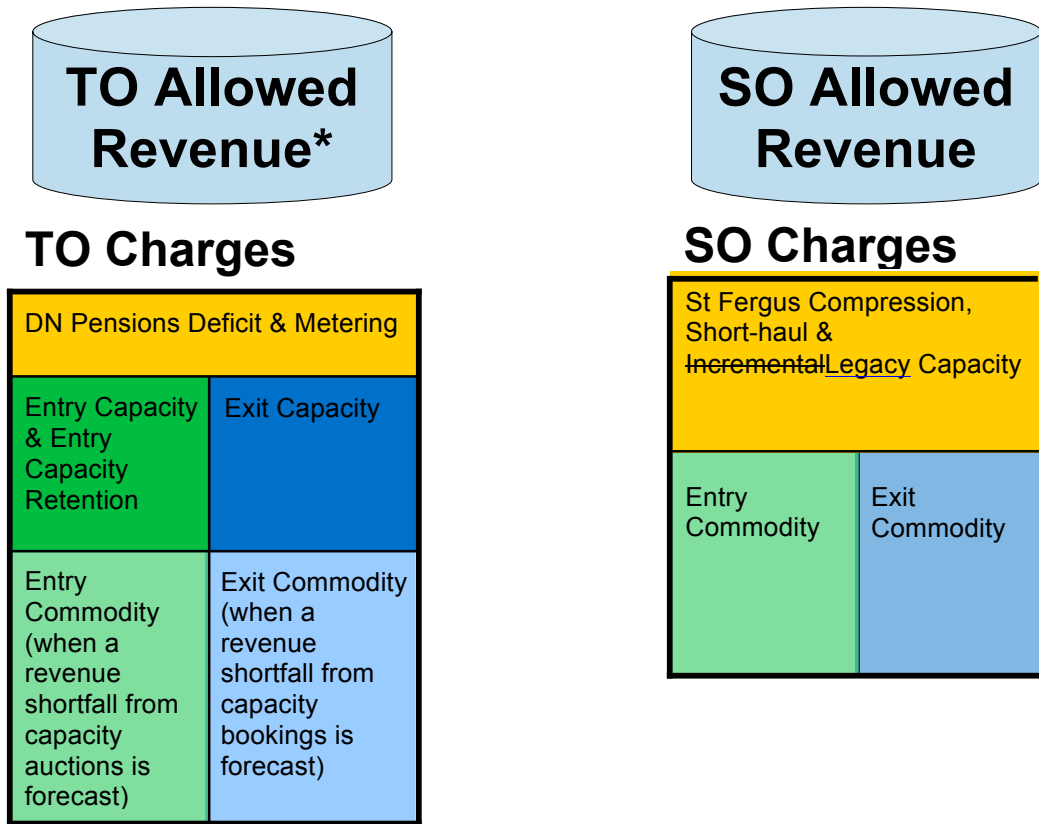 TO Allowed
Revenue*
TO Charges
DN Pensions Deficit & Metering
Entry Capacity
& Entry
Capacity
Retention
Exit Capacity
Entry
Commodity
(when a
revenue
shortfall from
capacity
auctions is
forecast)
Exit Commodity
(when a
revenue
shortfall from
capacity
bookings is
forecast)
SO Allowed
Revenue
SO Charges
St Fergus Compression,
Short-haul &
IncrementalLegacy Capacity
Entry
Commodity
Exit
Commodity